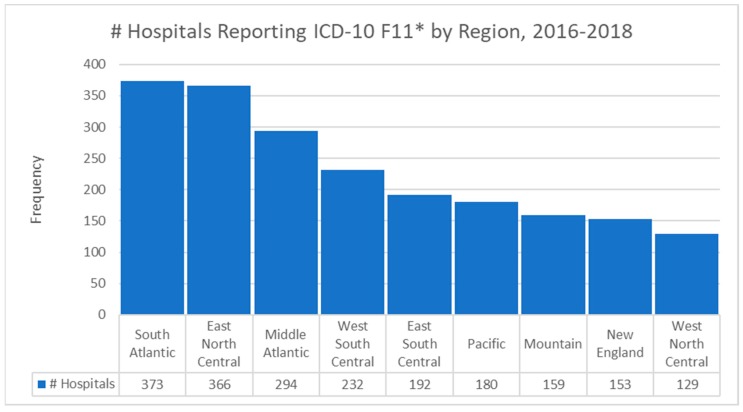 # Hospitals Reporting ICD-10 F11* by Region, 2016-2018
Frequency
400
350
300
250
200
150
100
50
0
South
Atlantic
East
North
Central
Middle
Atlantic
West
South
Central
East
South
Central
Pacific
Mountain
New
England
West
North
Central
# Hospitals
373
366
294
232
192
180
159
153
129